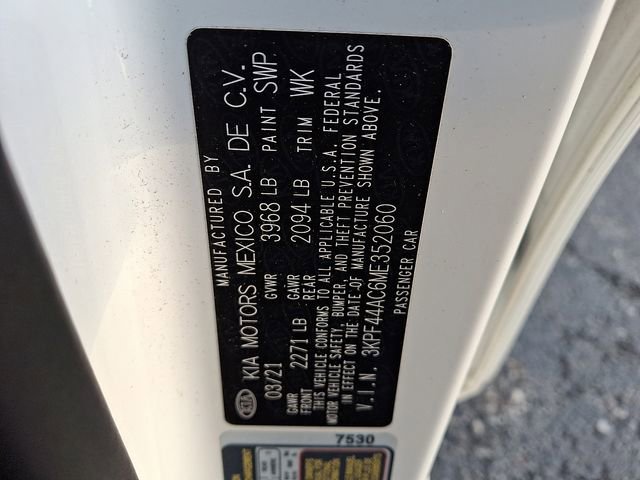 MANUFACTURED BY
KIA KIA MOTORS MEXICO S.A. DE C.V.
03/21 GVWR 3968 LB PAINT SWP
GAWR FRONT 2271 LB GAWR REAR 2094 LB TRIM WK
THIS VEHICLE CONFORMS TO ALL APPLICABLE U.S.A. FEDERAL
MOTOR VEHICLE SAFETY, BUMPER, AND THEFT PREVENTION STANDARDS
IN EFFECT ON THE DATE OF MANUFACTURE SHOWN ABOVE.
V.I.N. 3KPF44AC6ME352060
PASSENGER CAR
7530